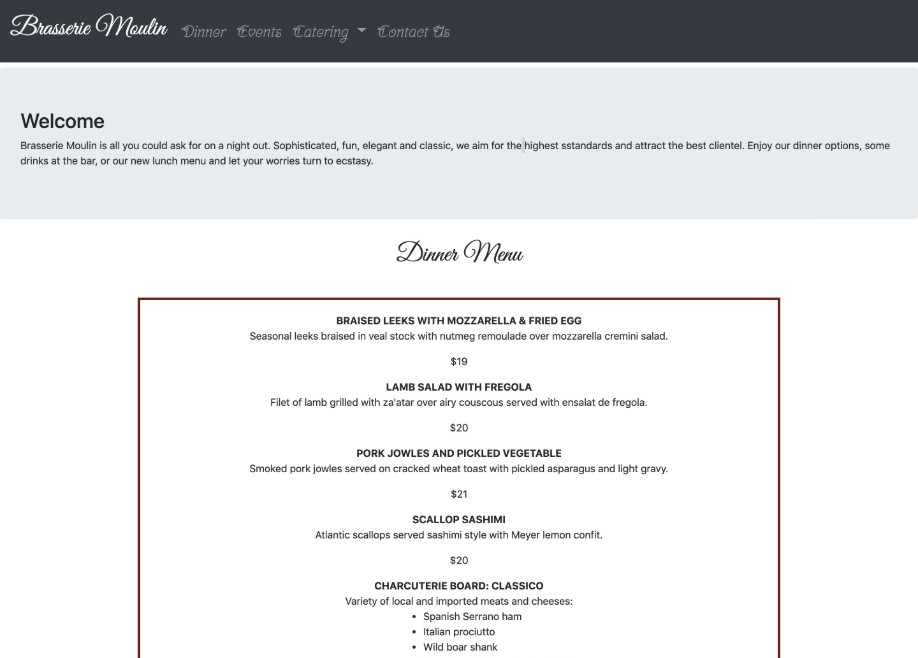 Brasserie Moulin Dinner Events Catering Contact Us
Welcome
Brasserie Moulin is all you could ask for on a night out. Sophisticated, fun, elegant and classic, we aim for the highest sstandards and attract the best clientel. Enjoy our dinner options, some
drinks at the bar, or our new lunch menu and let your worries turn to ecstasy.
Dinner Menu
BRAISED LEEKS WITH MOZZARELLA & FRIED EGG
Seasonal leeks braised in veal stock with nutmeg remoulade over mozzarella cremini salad.
$19
LAMB SALAD WITH FREGOLA
Filet of lamb grilled with za'atar over airy couscous served with ensalat de fregola.
$20
PORK JOWLES AND PICKLED VEGETABLE
Smoked pork jowles served on cracked wheat toast with pickled asparagus and light gravy.
$21
SCALLOP SASHIMI
Atlantic scallops served sashimi style with Meyer lemon confit.
$20
CHARCUTERIE BOARD: CLASSICO
Variety of local and imported meats and cheeses:
• Spanish Serrano ham
• Italian prociutto
• Wild boar shank